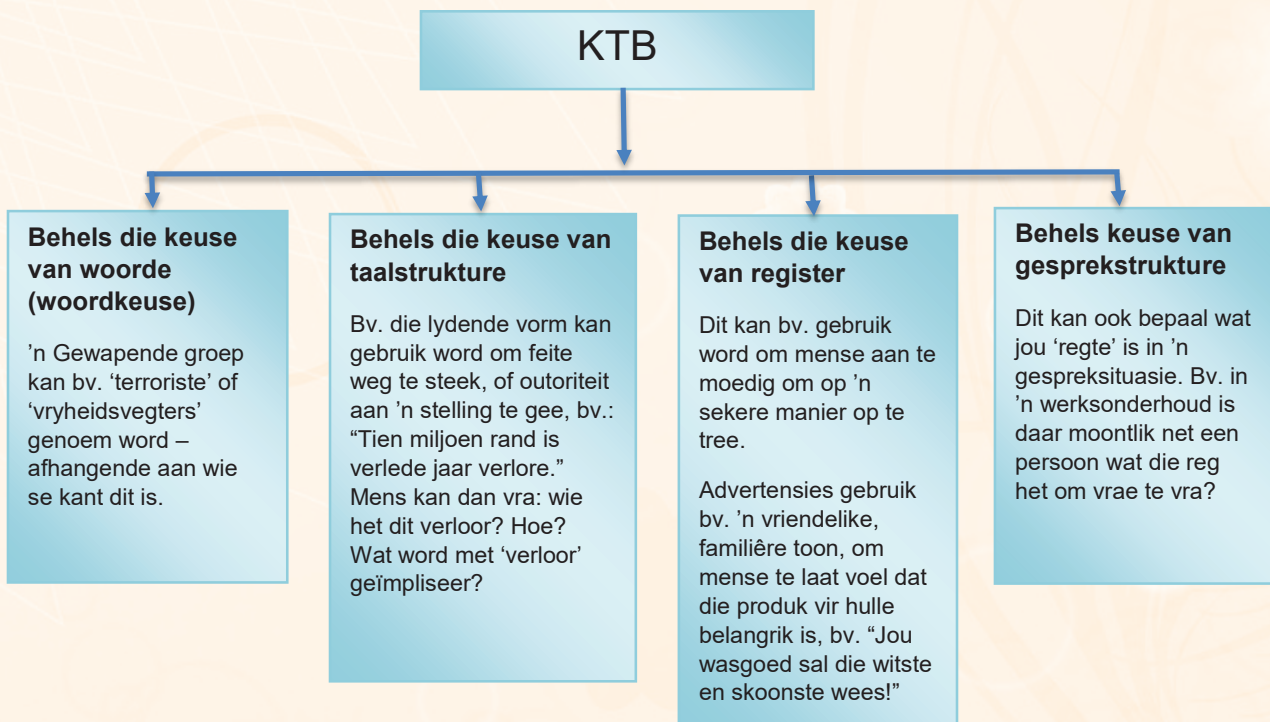 KTB
Behels die keuse
van woorde
(woordkeuse)
’n Gewapende groep
kan bv. ‘terroriste’ of
‘vryheidsvegters’
genoem word –
afhangende aan wie
se kant dit is.
Behels die keuse van
taalstrukture
Bv. die lydende vorm kan
gebruik word om feite
weg te steek, of outoriteit
aan ’n stelling te gee, bv.:
“Tien miljoen rand is
verlede jaar verlore.”
Mens kan dan vra: wie
het dit verloor? Hoe?
Wat word met ‘verloor’
geïmpliseer?
Behels die keuse
van register
Dit kan bv. gebruik
word om mense aan te
moedig om op ’n
sekere manier op te
tree.
Advertensies gebruik
bv. ’n vriendelike,
familiêre toon, om
mense te laat voel dat
die produk vir hulle
belangrik is, bv. “Jou
wasgoed sal die witste
en skoonste wees!”
Behels keuse van
gesprekstrukture
Dit kan ook bepaal wat
jou ‘regte’ is in ’n
gespreksituasie. Bv. in
’n werksonderhoud is
daar moontlik net een
persoon wat die reg
het om vrae te vra?